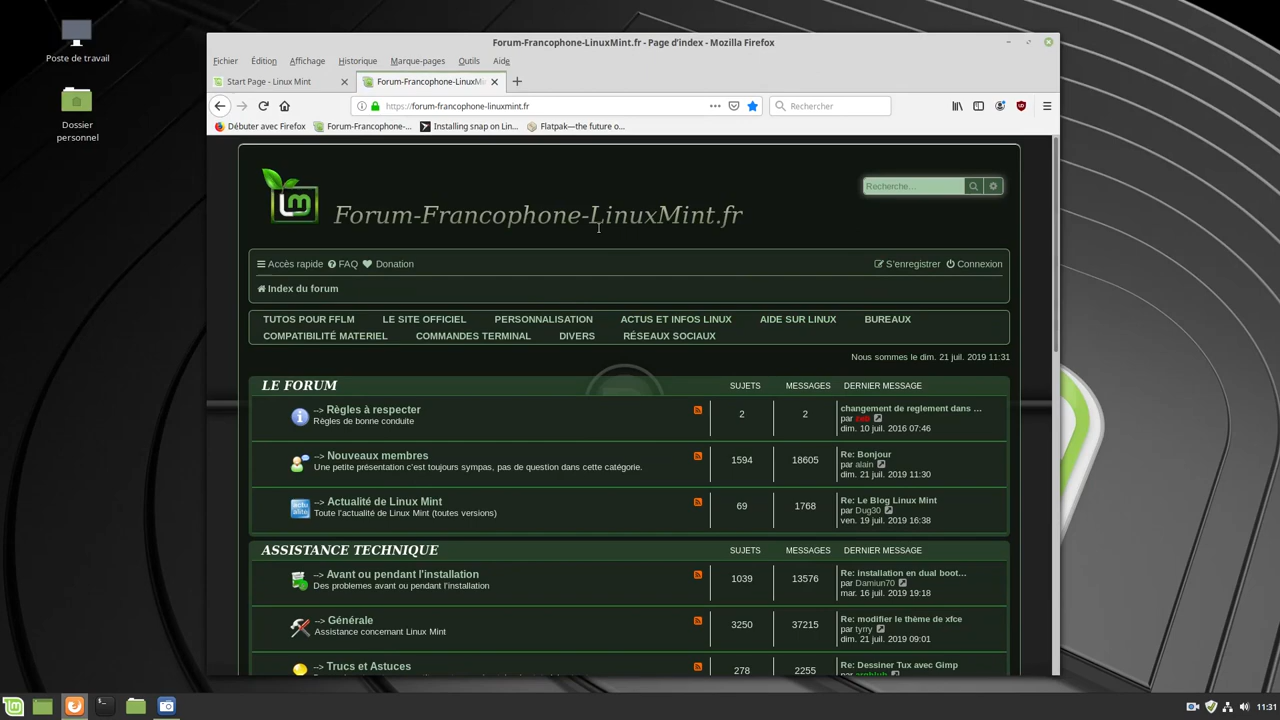 Poste de travail
Dossier
personnel
Forum-Francophone-LinuxMint.fr - Page d'index - Mozilla Firefox
Fichier Édition Affichage Historique Marque-pages Outils Aide
Start Page - Linux Mint
Forum-Francophone-LinuxM
https://forum-francophone-linuxmint.fr
Rechercher
Débuter avec Firefox Forum-Francophone-... Installing snap on Lin... Flatpak—the future o...
Recherche…
Forum-Francophone-LinuxMint.fr
Accès rapide FAQ Donation S'enregistrer Connexion
Index du forum
TUTOS POUR FFLM LE SITE OFFICIEL PERSONNALISATION ACTUS ET INFOS LINUX AIDE SUR LINUX BUREAUX
COMPATIBILITÉ MATERIEL COMMANDES TERMINAL DIVERS RÉSEAUX SOCIAUX
Nous sommes le dim. 21 juil. 2019 11:31
LE FORUM SUJETS MESSAGES DERNIER MESSAGE
--> Règles à respecter
Règles de bonne conduite
2 2
changement de reglement dans …
par
dim. 10 juil. 2016 07:46
--> Nouveaux membres
Une petite présentation c'est toujours sympas, pas de question dans cette catégorie.
1594 18605
Re: Bonjour
par alain
dim. 21 juil. 2019 11:30
--> Actualité de Linux Mint
Toute l'actualité de Linux Mint (toutes versions)
69 1768
Re: Le Blog Linux Mint
par Dug30
ven. 19 juil. 2019 16:38
ASSISTANCE TECHNIQUE SUJETS MESSAGES DERNIER MESSAGE
--> Avant ou pendant l'installation
Des problemes avant ou pendant l'installation
1039 13576
Re: installation en dual boot…
par Damiun70
mar. 16 juil. 2019 19:18
--> Générale
Assistance concernant Linux Mint
3250 37215
Re: modifier le thème de xfce
par tyrry
dim. 21 juil. 2019 09:01
--> Trucs et Astuces
278 2255
Re: Dessiner Tux avec Gimp
par
11:31